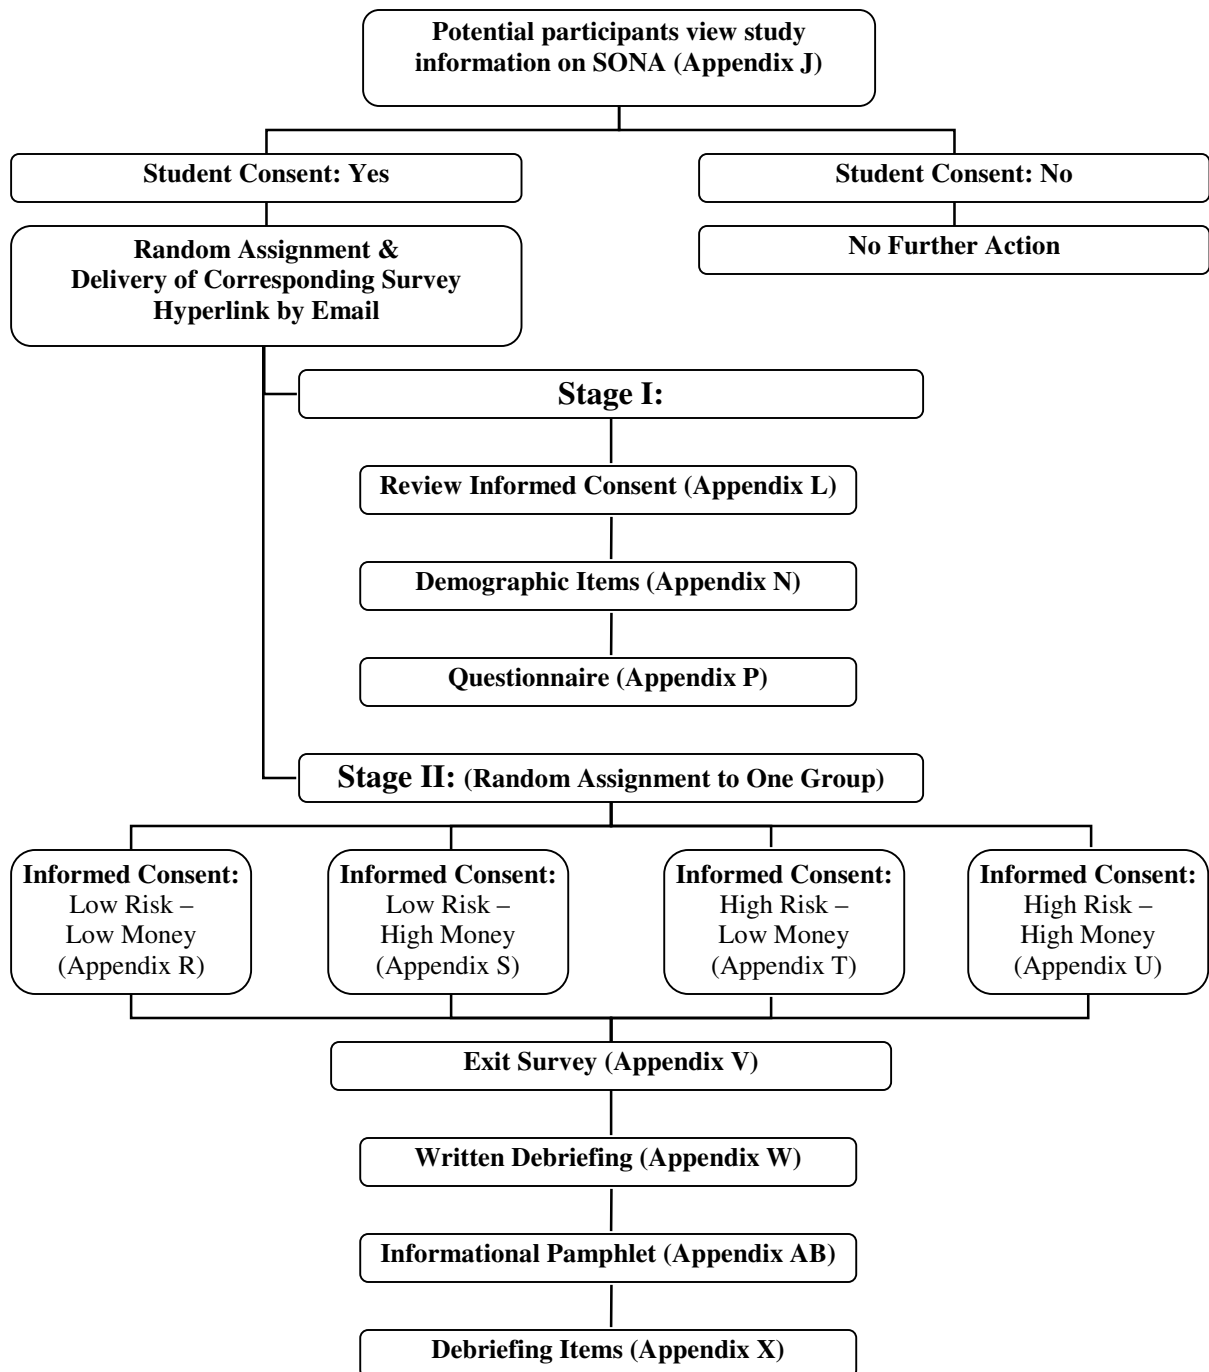 Potential participants view study
information on SONA (Appendix J)
Student Consent: Yes
Student Consent: No
Random Assignment &
Delivery of Corresponding Survey
Hyperlink by Email
No Further Action
Stage I:
Review Informed Consent (Appendix L)
Demographic Items (Appendix N)
Questionnaire (Appendix P)
Stage II: (Random Assignment to One Group)
Informed Consent:
Low Risk –
Low Money
(Appendix R)
Informed Consent:
Low Risk –
High Money
(Appendix S)
Informed Consent:
High Risk –
Low Money
(Appendix T)
Informed Consent:
High Risk –
High Money
(Appendix U)
Exit Survey (Appendix V)
Written Debriefing (Appendix W)
Informational Pamphlet (Appendix AB)
Debriefing Items (Appendix X)